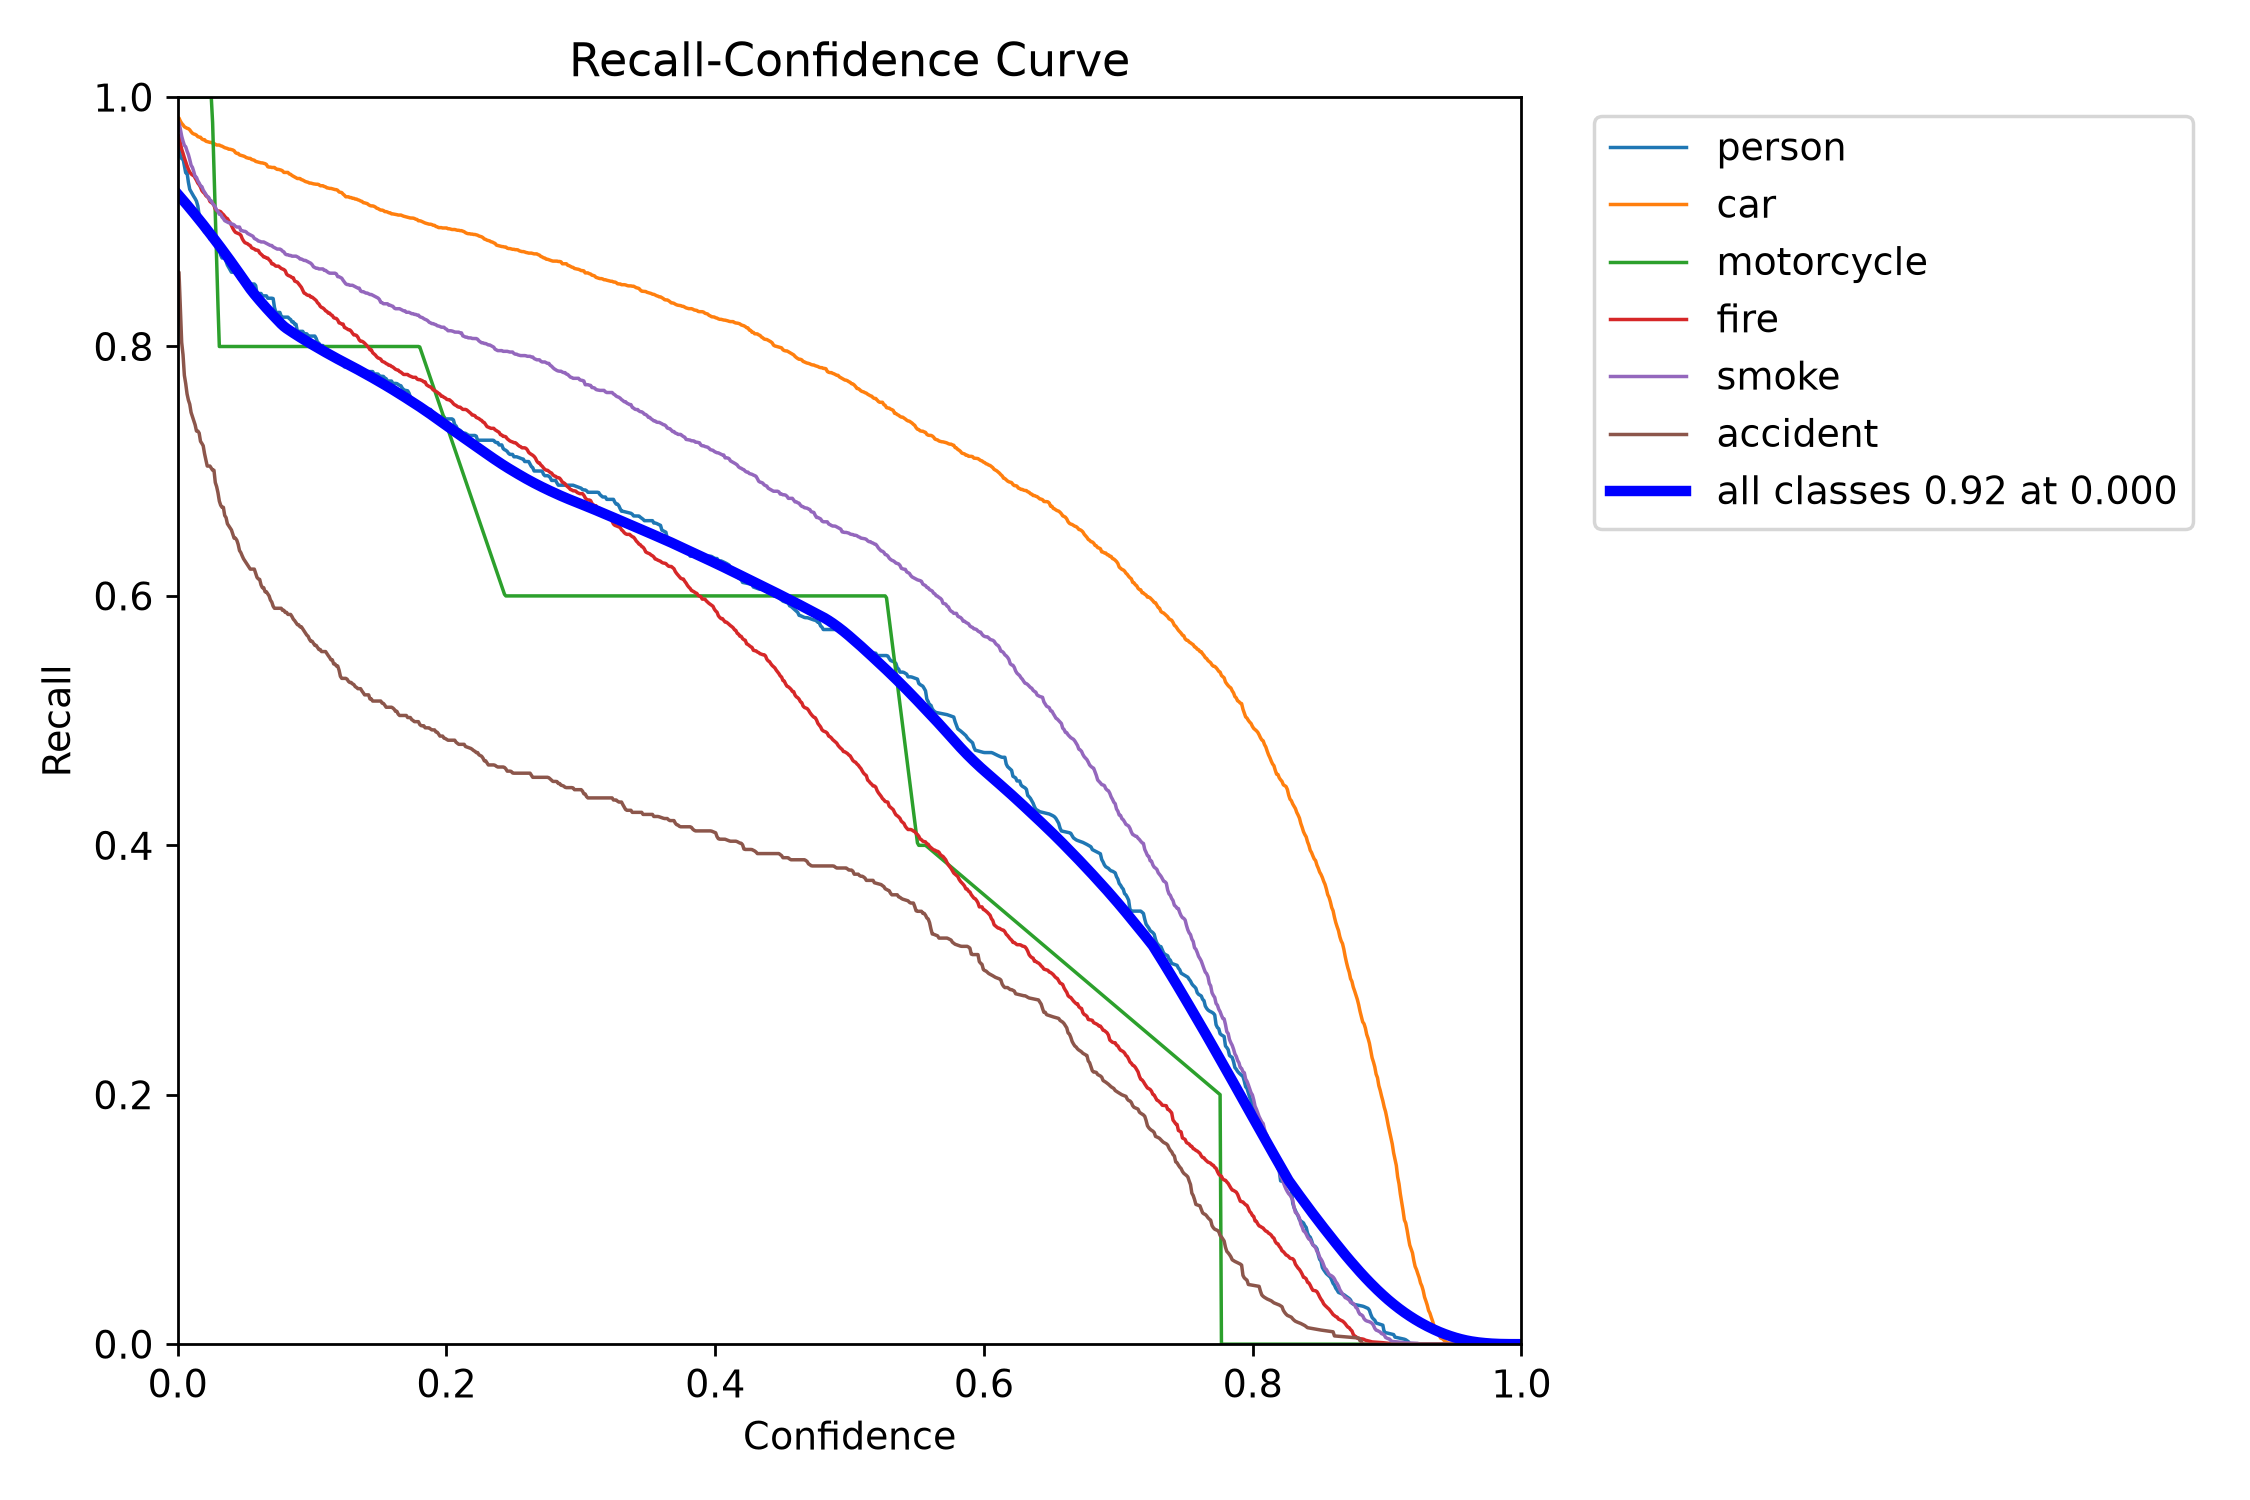 Recall-Confidence Curve
1.0
0.8
0.6
0.4
0.2
0.0
Recall
0.0 0.2 0.4 0.6 0.8 1.0
Confidence
person
car
motorcycle
fire
smoke
accident
all classes 0.92 at 0.000